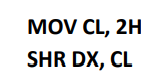 MOV CL, 2H
SHR DX, CL